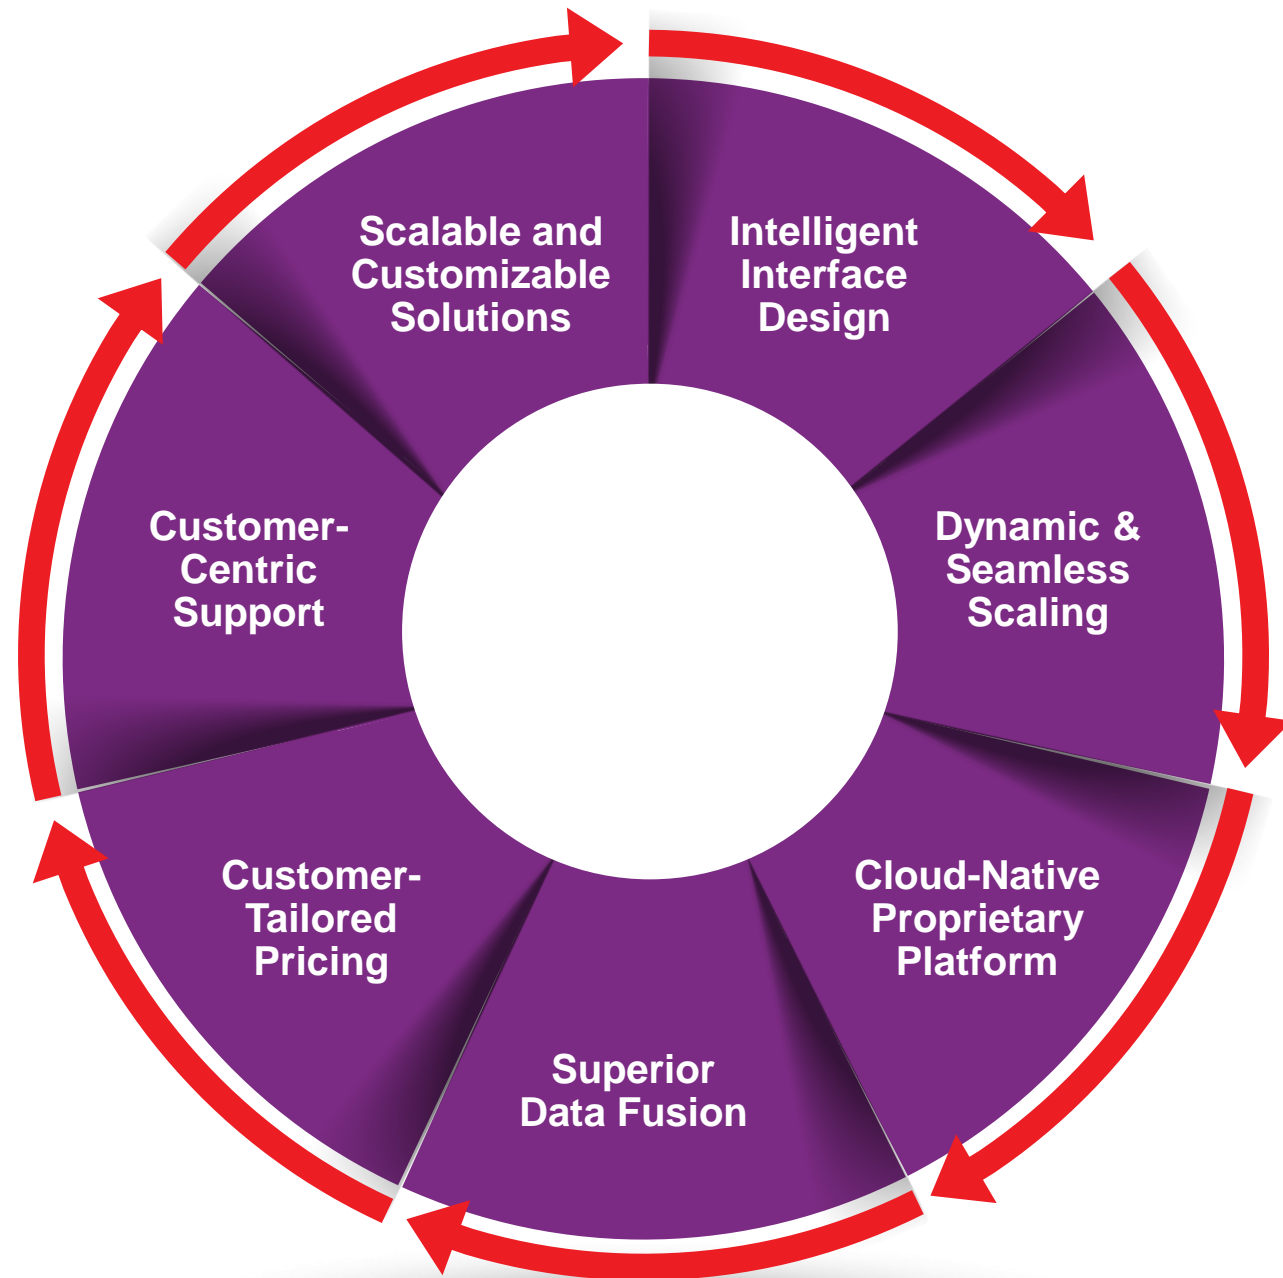 Scalable and
Customizable
Solutions
Intelligent
Interface
Design
Dynamic &
Seamless
Scaling
Cloud-Native
Proprietary
Platform
Superior
Data Fusion
Customer-
Tailored
Pricing
Customer-
Centric
Support